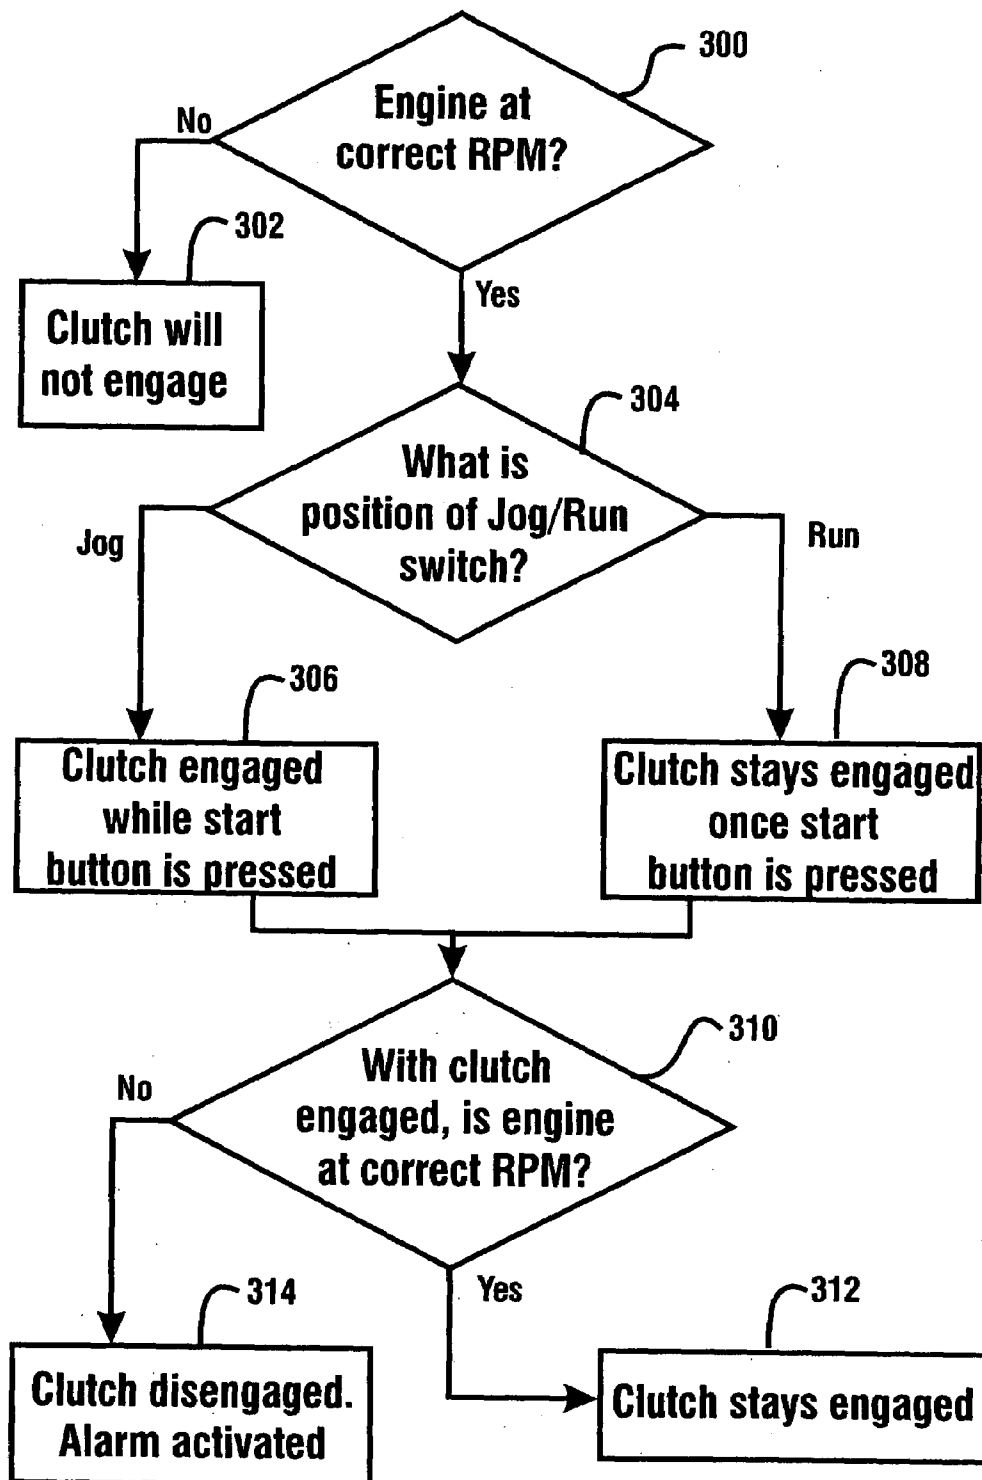 300
Engine at
correct RPM?
No
302
Yes
Clutch will
not engage
304
What is
position of Jog/Run
switch?
Jog
Run
306
308
Clutch engaged
while start
button is pressed
Clutch stays engaged
once start
button is pressed
310
With clutch
engaged, is engine
at correct RPM?
No
Yes
314
312
Clutch disengaged.
Alarm activated
Clutch stays engaged